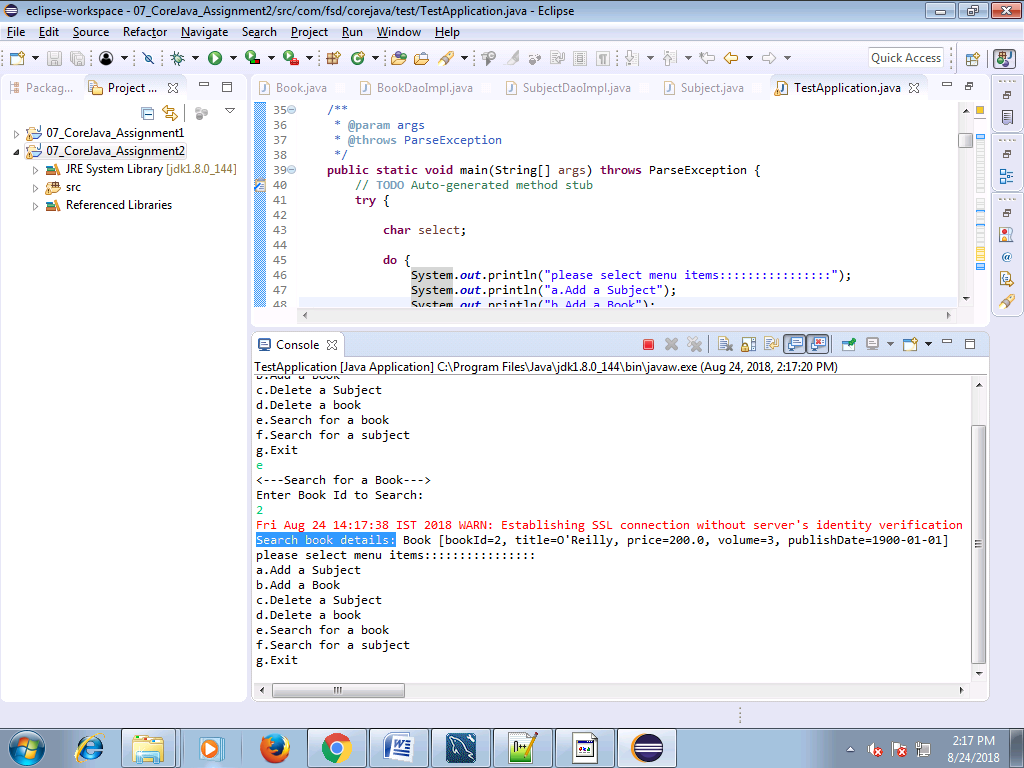 eclipse-workspace - 07_CoreJava_Assignment2/src/com/fsd/corejava/test/TestApplication.java - Eclipse
File Edit Source Refactor Navigate Search Project Run Window Help
Quick Access
Packag... Project ...
07_CoreJava_Assignment1
07_CoreJava_Assignment2
JRE System Library [jdk1.8.0_144]
src
Referenced Libraries
Book.java BookDaoImpl.java SubjectDaoImpl.java Subject.java TestApplication.java
35 /**
36 * @param args
37 * @throws ParseException
38 */
39 public static void main(String[] args) throws ParseException {
40 // TODO Auto-generated method stub
41 try {
42
43 char select;
44
45 do {
46 System.out.println("please select menu items::::::::::::::::");
47 System.out.println("a.Add a Subject");
48 System.out.println("b.Add a Book");
Console
TestApplication [Java Application] C:\Program Files\Java\jdk1.8.0_144\bin\javaw.exe (Aug 24, 2018, 2:17:20 PM)
b.Add a Book
c.Delete a Subject
d.Delete a book
e.Search for a book
f.Search for a subject
g.Exit
e
<---Search for a Book--->
Enter Book Id to Search:
2
Fri Aug 24 14:17:38 IST 2018 WARN: Establishing SSL connection without server's identity verification
Search book details: Book [bookId=2, title=O'Reilly, price=200.0, volume=3, publishDate=1900-01-01]
please select menu items::::::::::::::::
a.Add a Subject
b.Add a Book
c.Delete a Subject
d.Delete a book
e.Search for a book
f.Search for a subject
g.Exit
2:17 PM
8/24/2018